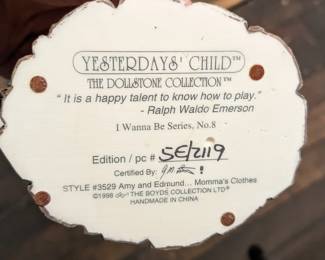 YESTERDAYS' CHILD™
THE DOLLSTONE COLLECTION™
" It is a happy talent to know how to play."
- Ralph Waldo Emerson
I Wanna Be Series, No.8
Edition / pc # 5E/2119
Certified By:
STYLE #3529 Amy and Edmund... Momma's Clothes
©1998 THE BOYDS COLLECTION LTD®
HANDMADE IN CHINA